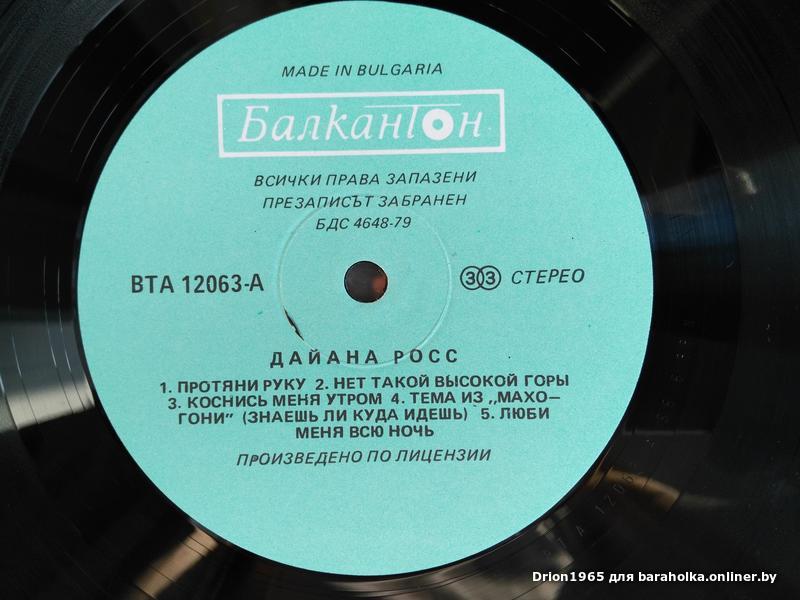 MADE IN BULGARIA
Балкантон
ВСИЧКИ ПРАВА ЗАПАЗЕНИ
ПРЕЗАПИСЪТ ЗАБРАНЕН
БДС 4648-79
ВТА 12063-А
33 СТЕРЕО
ДАЙАНА РОСС
1. ПРОТЯНИ РУКУ 2. НЕТ ТАКОЙ ВЫСОКОЙ ГОРЫ
3. КОСНИСЬ МЕНЯ УТРОМ 4. ТЕМА ИЗ ,,МАХО—
ГОНИ" (ЗНАЕШЬ ЛИ КУДА ИДЕШЬ) 5. ЛЮБИ
МЕНЯ ВСЮ НОЧЬ
ПРОИЗВЕДЕНО ПО ЛИЦЕНЗИИ
Drion1965 для baraholka.onliner.by